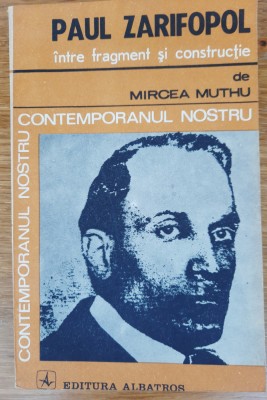 PAUL ZARIFOPOL
între fragment și construcție
de
MIRCEA MUTHU
CONTEMPORANUL NOSTRU
CONTEMPORANUL NOSTRU
EDITURA ALBATROS